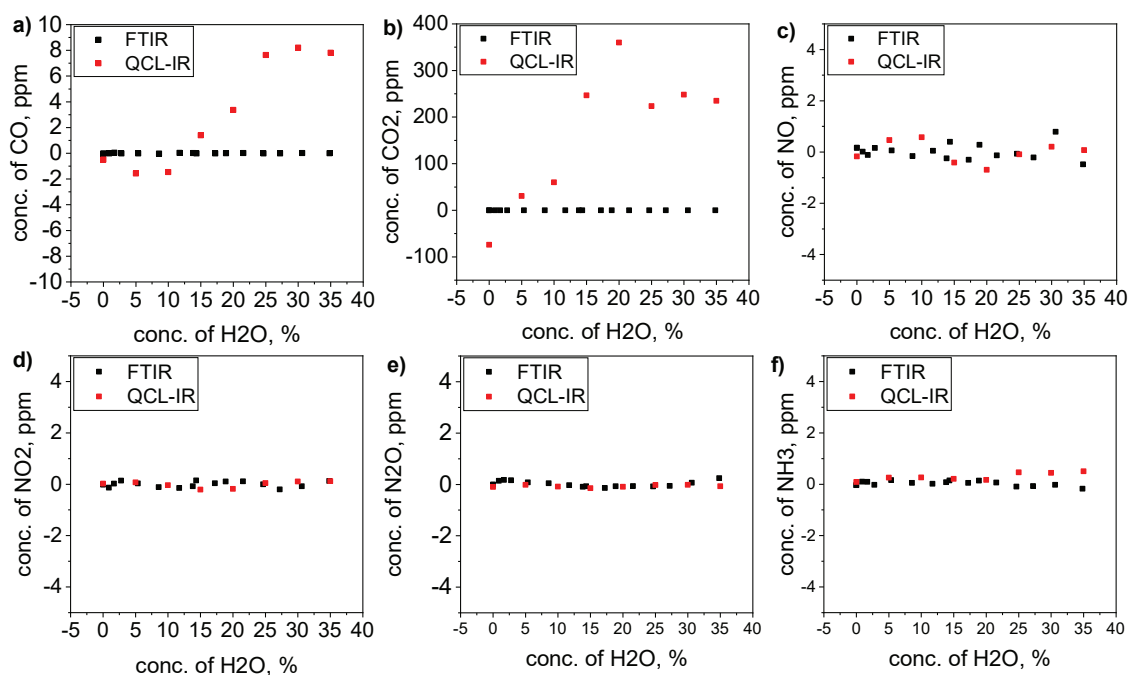 a)
FTIR
QCL-IR
10
8
6
4
2
0
-2
-4
-6
-8
-10
conc. of CO, ppm
-5 0 5 10 15 20 25 30 35 40
conc. of H2O, %
b)
FTIR
QCL-IR
400
300
200
100
0
-100
conc. of CO2, ppm
-5 0 5 10 15 20 25 30 35 40
conc. of H2O, %
c)
FTIR
QCL-IR
4
2
0
-2
-4
conc. of NO, ppm
-5 0 5 10 15 20 25 30 35 40
conc. of H2O, %
d)
FTIR
QCL-IR
4
2
0
-2
-4
conc. of NO2, ppm
-5 0 5 10 15 20 25 30 35 40
conc. of H2O, %
e)
FTIR
QCL-IR
4
2
0
-2
-4
conc. of N2O, ppm
-5 0 5 10 15 20 25 30 35 40
conc. of H2O, %
f)
FTIR
QCL-IR
4
2
0
-2
-4
conc. of NH3, ppm
-5 0 5 10 15 20 25 30 35 40
conc. of H2O, %